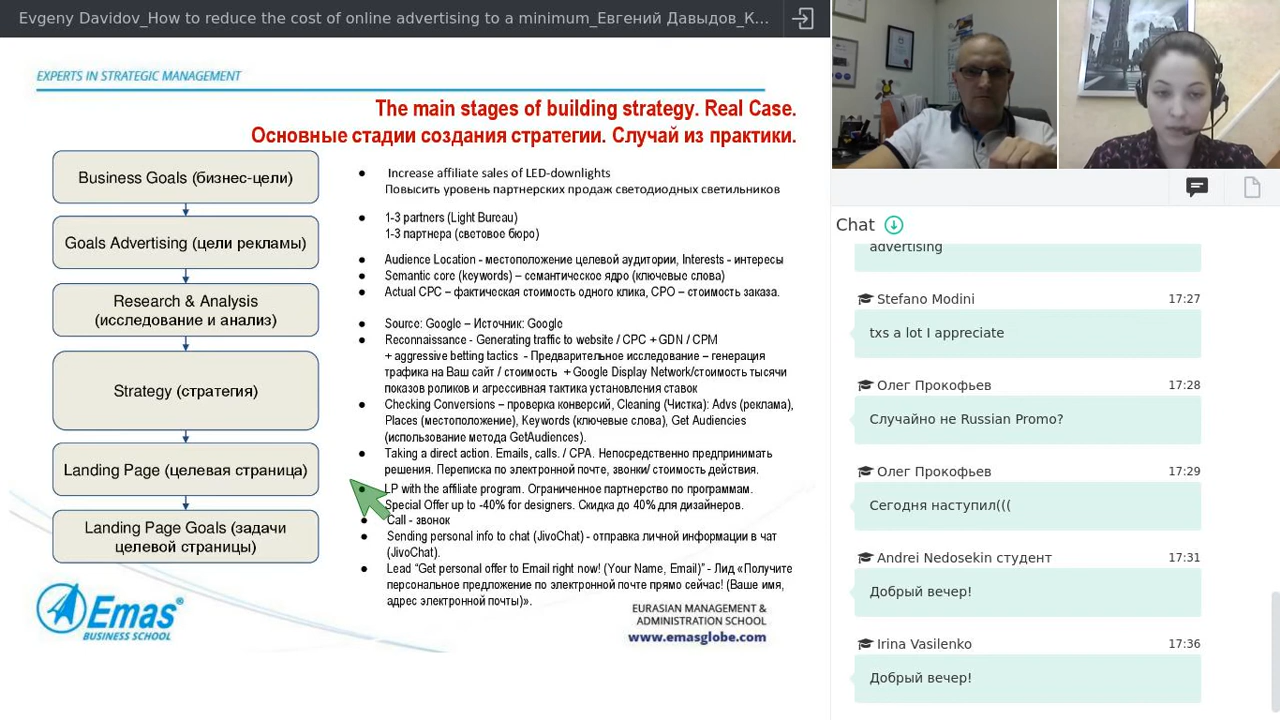 Evgeny Davidov_How to reduce the cost of online advertising to a minimum_Евгений Давыдов_К...
EXPERTS IN STRATEGIC MANAGEMENT
The main stages of building strategy. Real Case.
Основные стадии создания стратегии. Случай из практики.
Business Goals (бизнес-цели)
Goals Advertising (цели рекламы)
Research & Analysis
(исследование и анализ)
Strategy (стратегия)
Landing Page (целевая страница)
Landing Page Goals (задачи
целевой страницы)
● Increase affiliate sales of LED-downlights
Повысить уровень партнерских продаж светодиодных светильников
● 1-3 partners (Light Bureau)
1-3 партнера (световое бюро)
● Audience Location - местоположение целевой аудитории, Interests - интересы
● Semantic core (keywords) – семантическое ядро (ключевые слова)
● Actual CPC – фактическая стоимость одного клика, CPO – стоимость заказа.
● Source: Google – Источник: Google
● Reconnaissance - Generating traffic to website / CPC + GDN / CPM
+ aggressive betting tactics - Предварительное исследование – генерация
трафика на Ваш сайт / стоимость + Google Display Network/стоимость тысячи
показов роликов и агрессивная тактика установления ставок
● Checking Conversions – проверка конверсий, Cleaning (Чистка): Advs (реклама),
Places (местоположение), Keywords (ключевые слова), Get Audiencies
(использование метода GetAudiences).
● Taking a direct action. Emails, calls. / CPA. Непосредственно предпринимать
решения. Переписка по электронной почте, звонки/ стоимость действия.
● LP with the affiliate program. Ограниченное партнерство по программам.
Special Offer up to -40% for designers. Скидка до 40% для дизайнеров.
● Call - звонок
● Sending personal info to chat (JivoChat) - отправка личной информации в чат
(JivoChat).
● Lead “Get personal offer to Email right now! (Your Name, Email)” - Лид «Получите
персональное предложение по электронной почте прямо сейчас! (Ваше имя,
адрес электронной почты)».
Emas
BUSINESS SCHOOL
EURASIAN MANAGEMENT &
ADMINISTRATION SCHOOL
www.emasglobe.com
Chat
advertising
Stefano Modini 17:27
txs a lot I appreciate
Олег Прокофьев 17:28
Случайно не Russian Promo?
Олег Прокофьев 17:29
Сегодня наступил(((
Andrei Nedosekin студент 17:31
Добрый вечер!
Irina Vasilenko 17:36
Добрый вечер!